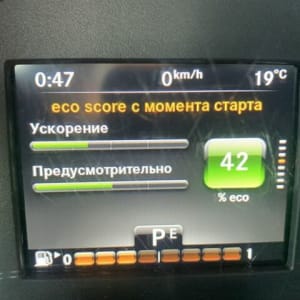 0:47 0km/h 19°C
eco score с момента старта
Ускорение
42
Предусмотрительно
% eco
P E
0 1